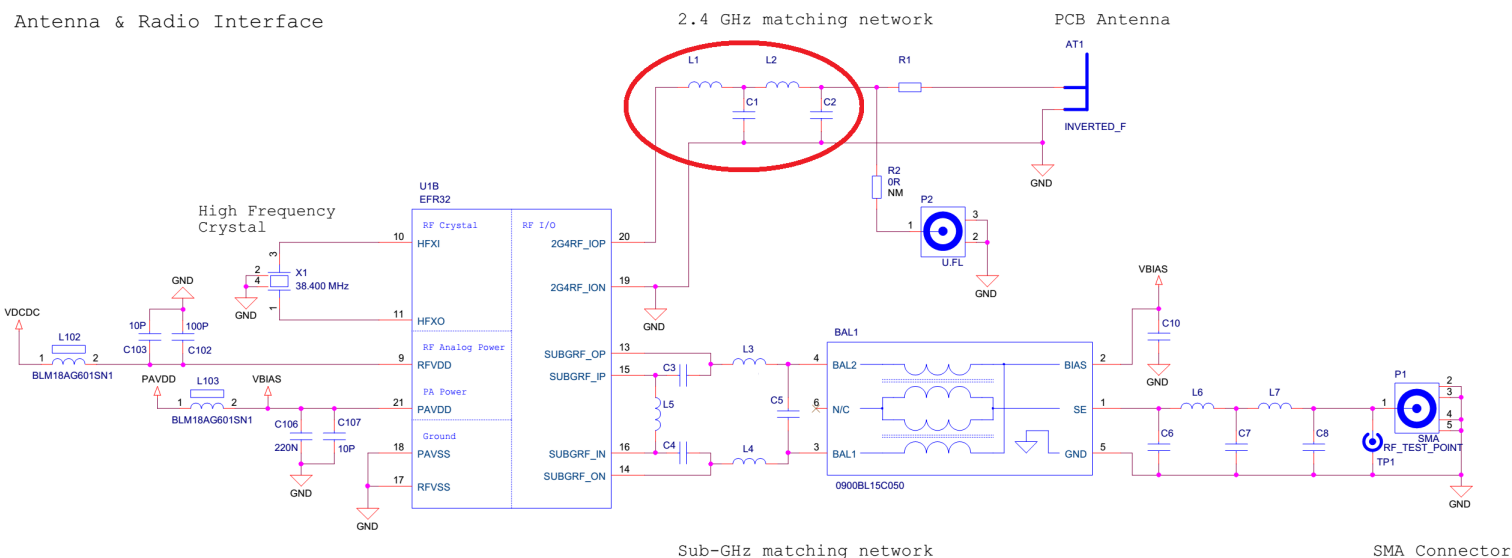 Antenna & Radio Interface
2.4 GHz matching network
PCB Antenna
AT1
L1
L2
R1
C1
C2
INVERTED_F
GND
R2
0R
NM
P2
3
1
2
U.FL
GND
U1B
EFR32
High Frequency
Crystal
RF Crystal
RF I/O
10
HFXI
2G4RF_IOP
20
3
2
4
X1
38.400 MHz
GND
1
2G4RF_ION
19
GND
11
HFXO
VDCDC
GND
10P
100P
C103
C102
L102
1
2
BLM18AG601SN1
RF Analog Power
9
RFVDD
SUBGRF_OP
13
SUBGRF_IP
15
PAVDD
L103
VBIAS
1
2
BLM18AG601SN1
PA Power
21
PAVDD
C106
220N
C107
10P
GND
Ground
18
PAVSS
SUBGRF_IN
16
SUBGRF_ON
14
17
RFVSS
GND
L3
C3
L5
C5
C4
L4
BAL1
4
BAL2
BIAS
2
6
N/C
SE
1
3
BAL1
GND
5
0900BL15C050
VBIAS
C10
GND
L6
L7
C6
C7
C8
P1
2
3
1
4
5
SMA
RF_TEST_POINT
TP1
GND
Sub-GHz matching network
SMA Connector